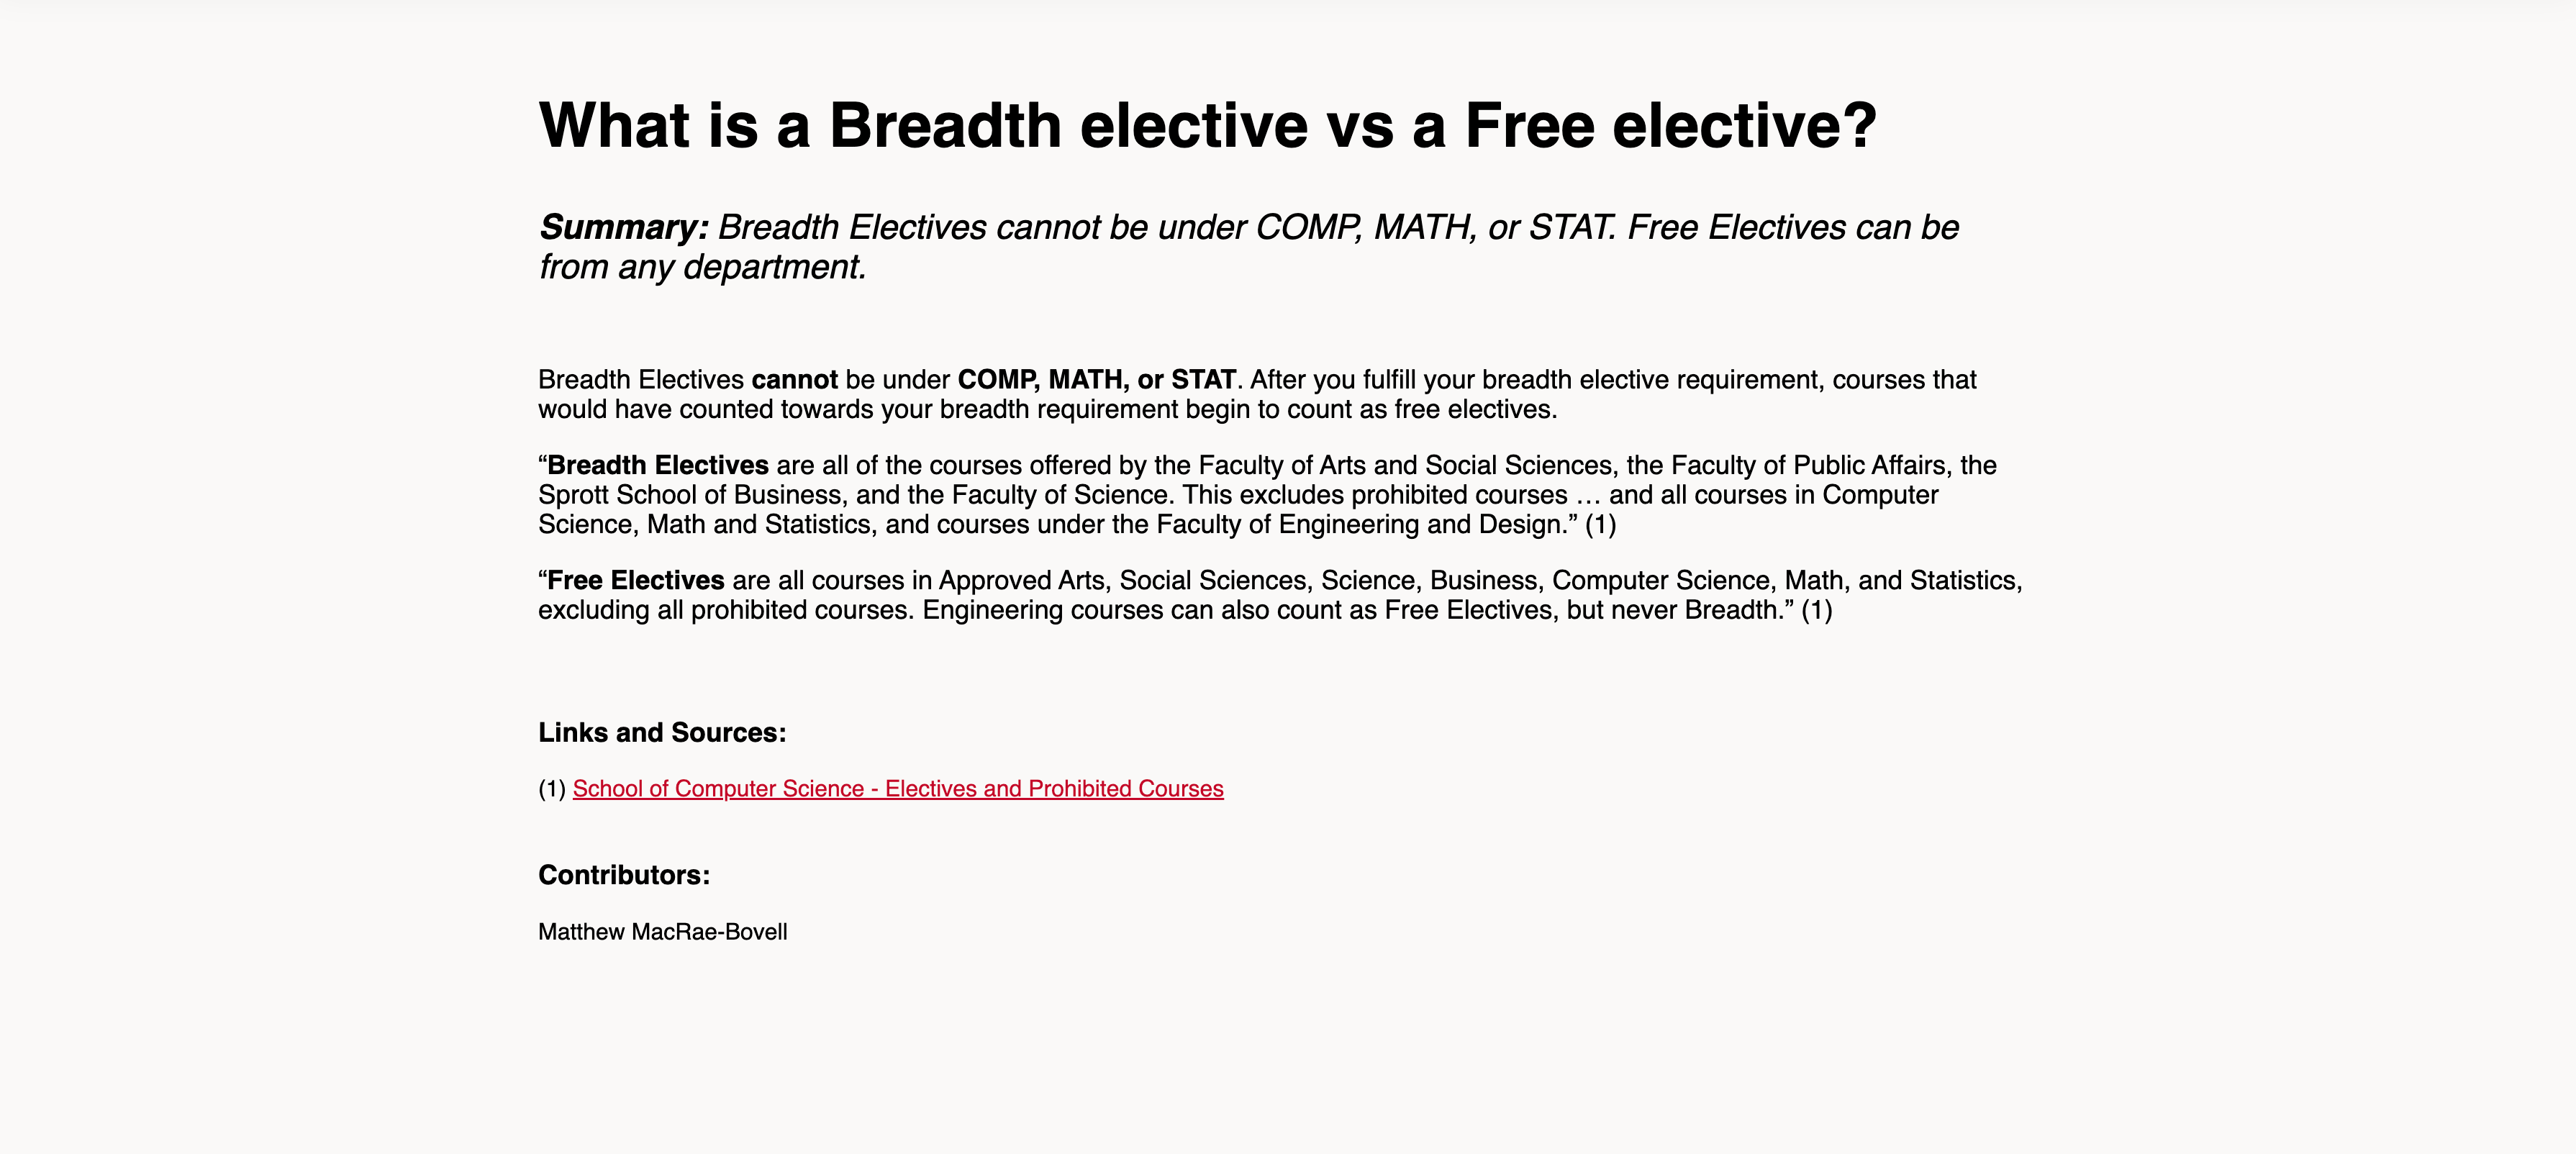 What is a Breadth elective vs a Free elective?
Summary: Breadth Electives cannot be under COMP, MATH, or STAT. Free Electives can be
from any department.
Breadth Electives cannot be under COMP, MATH, or STAT. After you fulfill your breadth elective requirement, courses that
would have counted towards your breadth requirement begin to count as free electives.
“Breadth Electives are all of the courses offered by the Faculty of Arts and Social Sciences, the Faculty of Public Affairs, the
Sprott School of Business, and the Faculty of Science. This excludes prohibited courses … and all courses in Computer
Science, Math and Statistics, and courses under the Faculty of Engineering and Design.” (1)
“Free Electives are all courses in Approved Arts, Social Sciences, Science, Business, Computer Science, Math, and Statistics,
excluding all prohibited courses. Engineering courses can also count as Free Electives, but never Breadth.” (1)
Links and Sources:
(1) School of Computer Science - Electives and Prohibited Courses
Contributors:
Matthew MacRae-Bovell